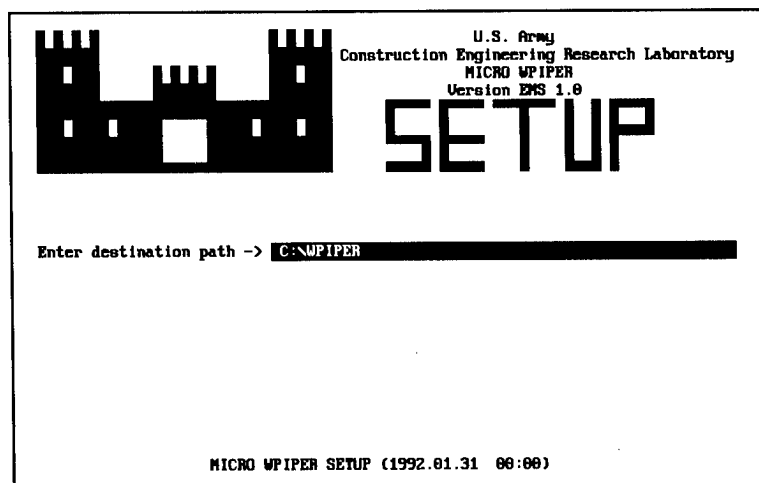 U.S. Army
Construction Engineering Research Laboratory
MICRO WPIPER
Version EMS 1.0
SETUP
Enter destination path -> C:\WPIPER
MICRO WPIPER SETUP (1992.01.31 00:00)